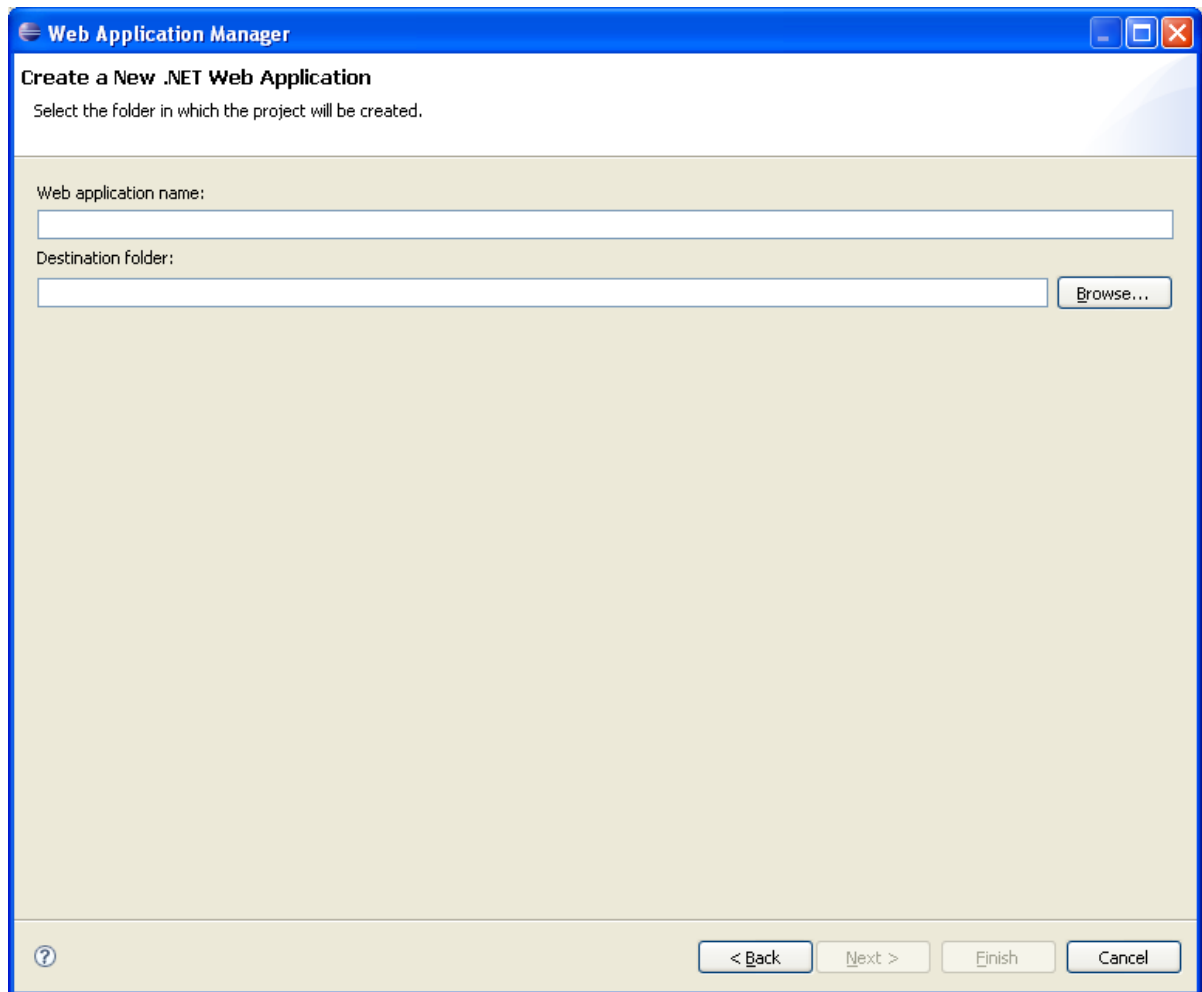 Web Application Manager
Create a New .NET Web Application
Select the folder in which the project will be created.
Web application name:
Destination folder:
Browse...
?
< Back
Next >
Finish
Cancel